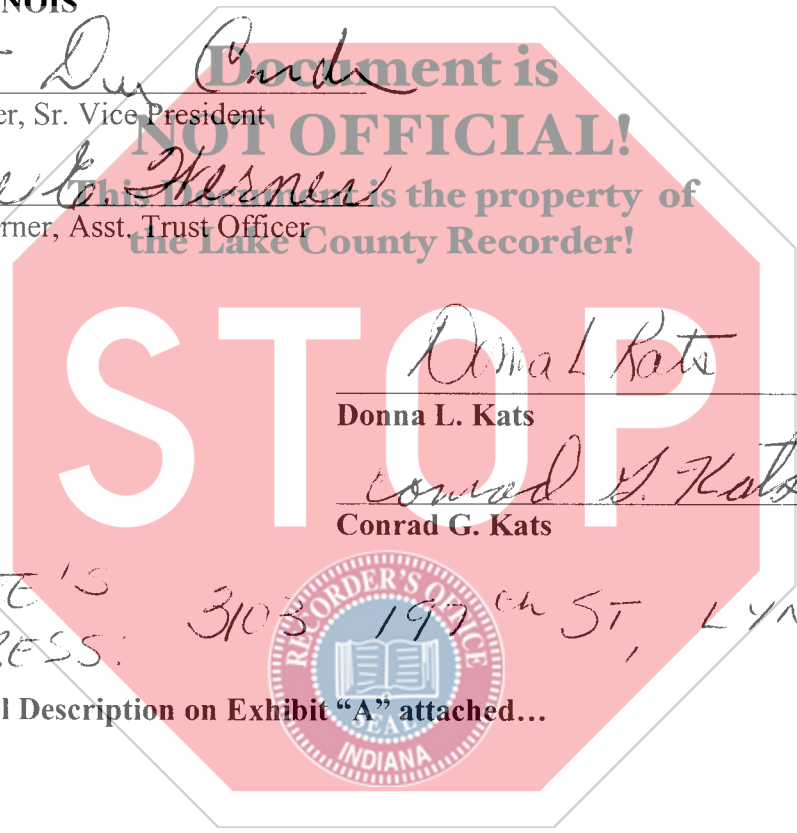 NOIS
Document is
er, Sr. Vice President
NOT OFFICIAL!
This Document is the property of
rner, Asst. Trust Officer
the Lake County Recorder!
STOP
Donna L Kats
Donna L. Kats
Conrad G. Kats
Conrad G. Kats
E'S 3103 197th ST, LYN
ESS:
l Description on Exhibit “A” attached…
RECORDER'S OFFICE
SEAL
INDIANA